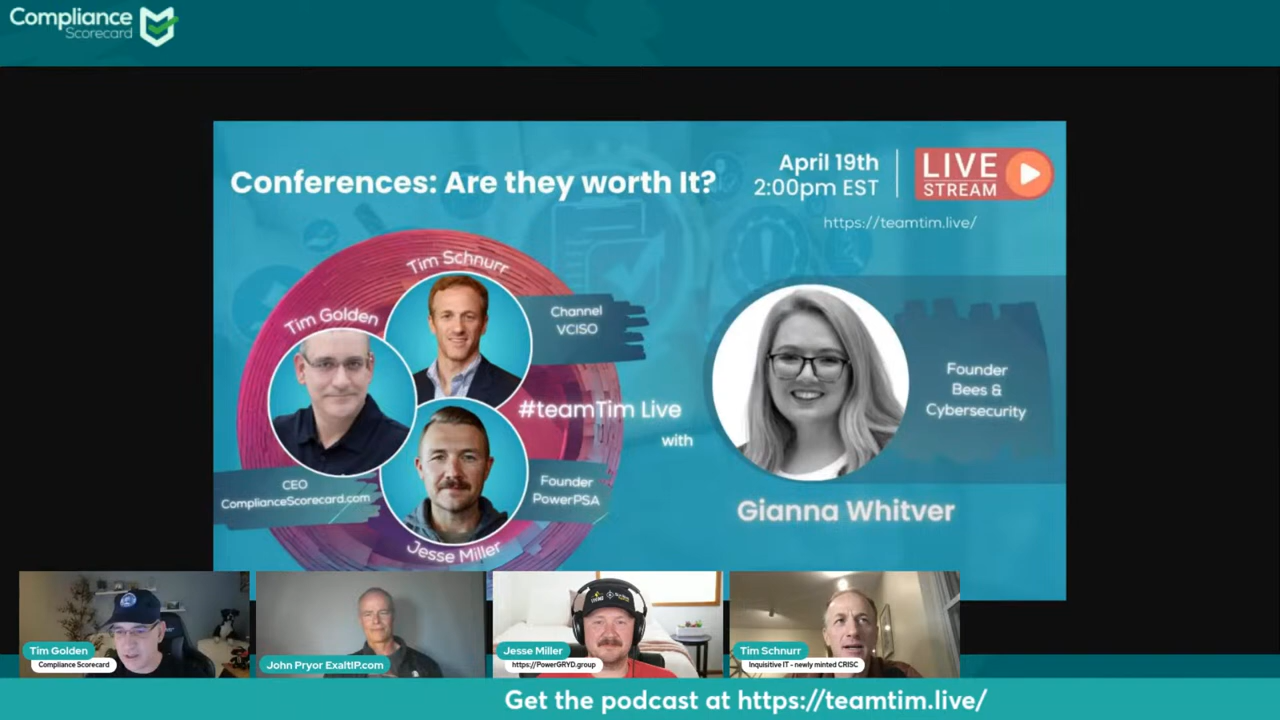 Compliance
Scorecard
Conferences: Are they worth It?
April 19th
2:00pm EST
LIVE
STREAM
https://teamtim.live/
Tim Schnurr
Channel
VCISO
Tim Golden
#teamTim Live
with
Founder
Bees &
Cybersecurity
CEO
ComplianceScorecard.com
Founder
PowerPSA
Jesse Miller
Gianna Whitver
Tim Golden
Compliance Scorecard
John Pryor ExaltIP.com
Jesse Miller
https://PowerGRYD.group
Tim Schnurr
Inquisitive IT - newly minted CRISC
Get the podcast at https://teamtim.live/